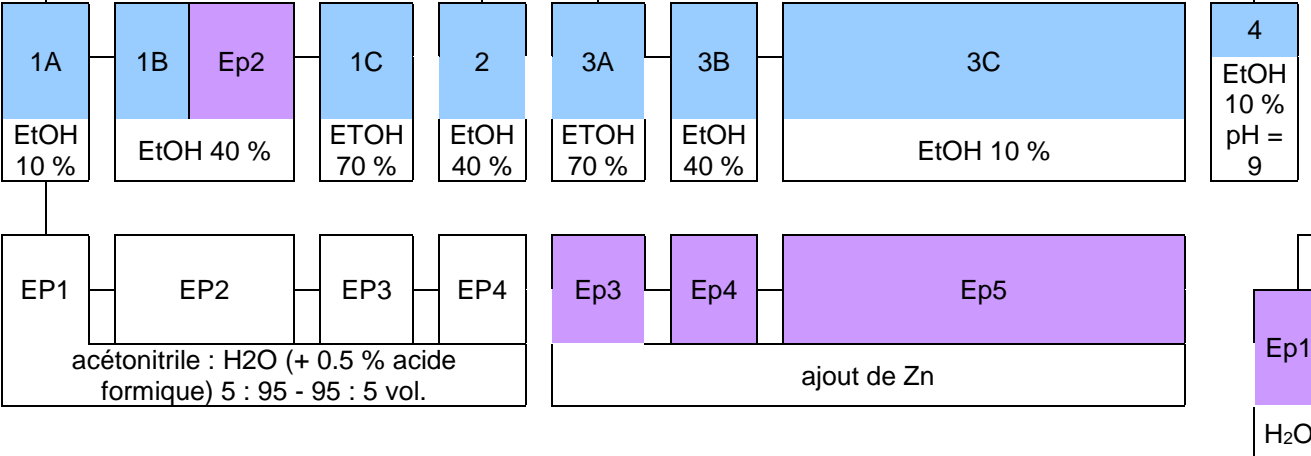 1A
1B
Ep2
1C
2
3A
3B
3C
4
EtOH
10 %
EtOH 40 %
ETOH
70 %
EtOH
40 %
ETOH
70 %
EtOH
40 %
EtOH 10 %
EtOH
10 %
pH =
9
EP1
EP2
EP3
EP4
Ep3
Ep4
Ep5
Ep1
acétonitrile : H2O (+ 0.5 % acide
formique) 5 : 95 - 95 : 5 vol.
ajout de Zn
H₂O